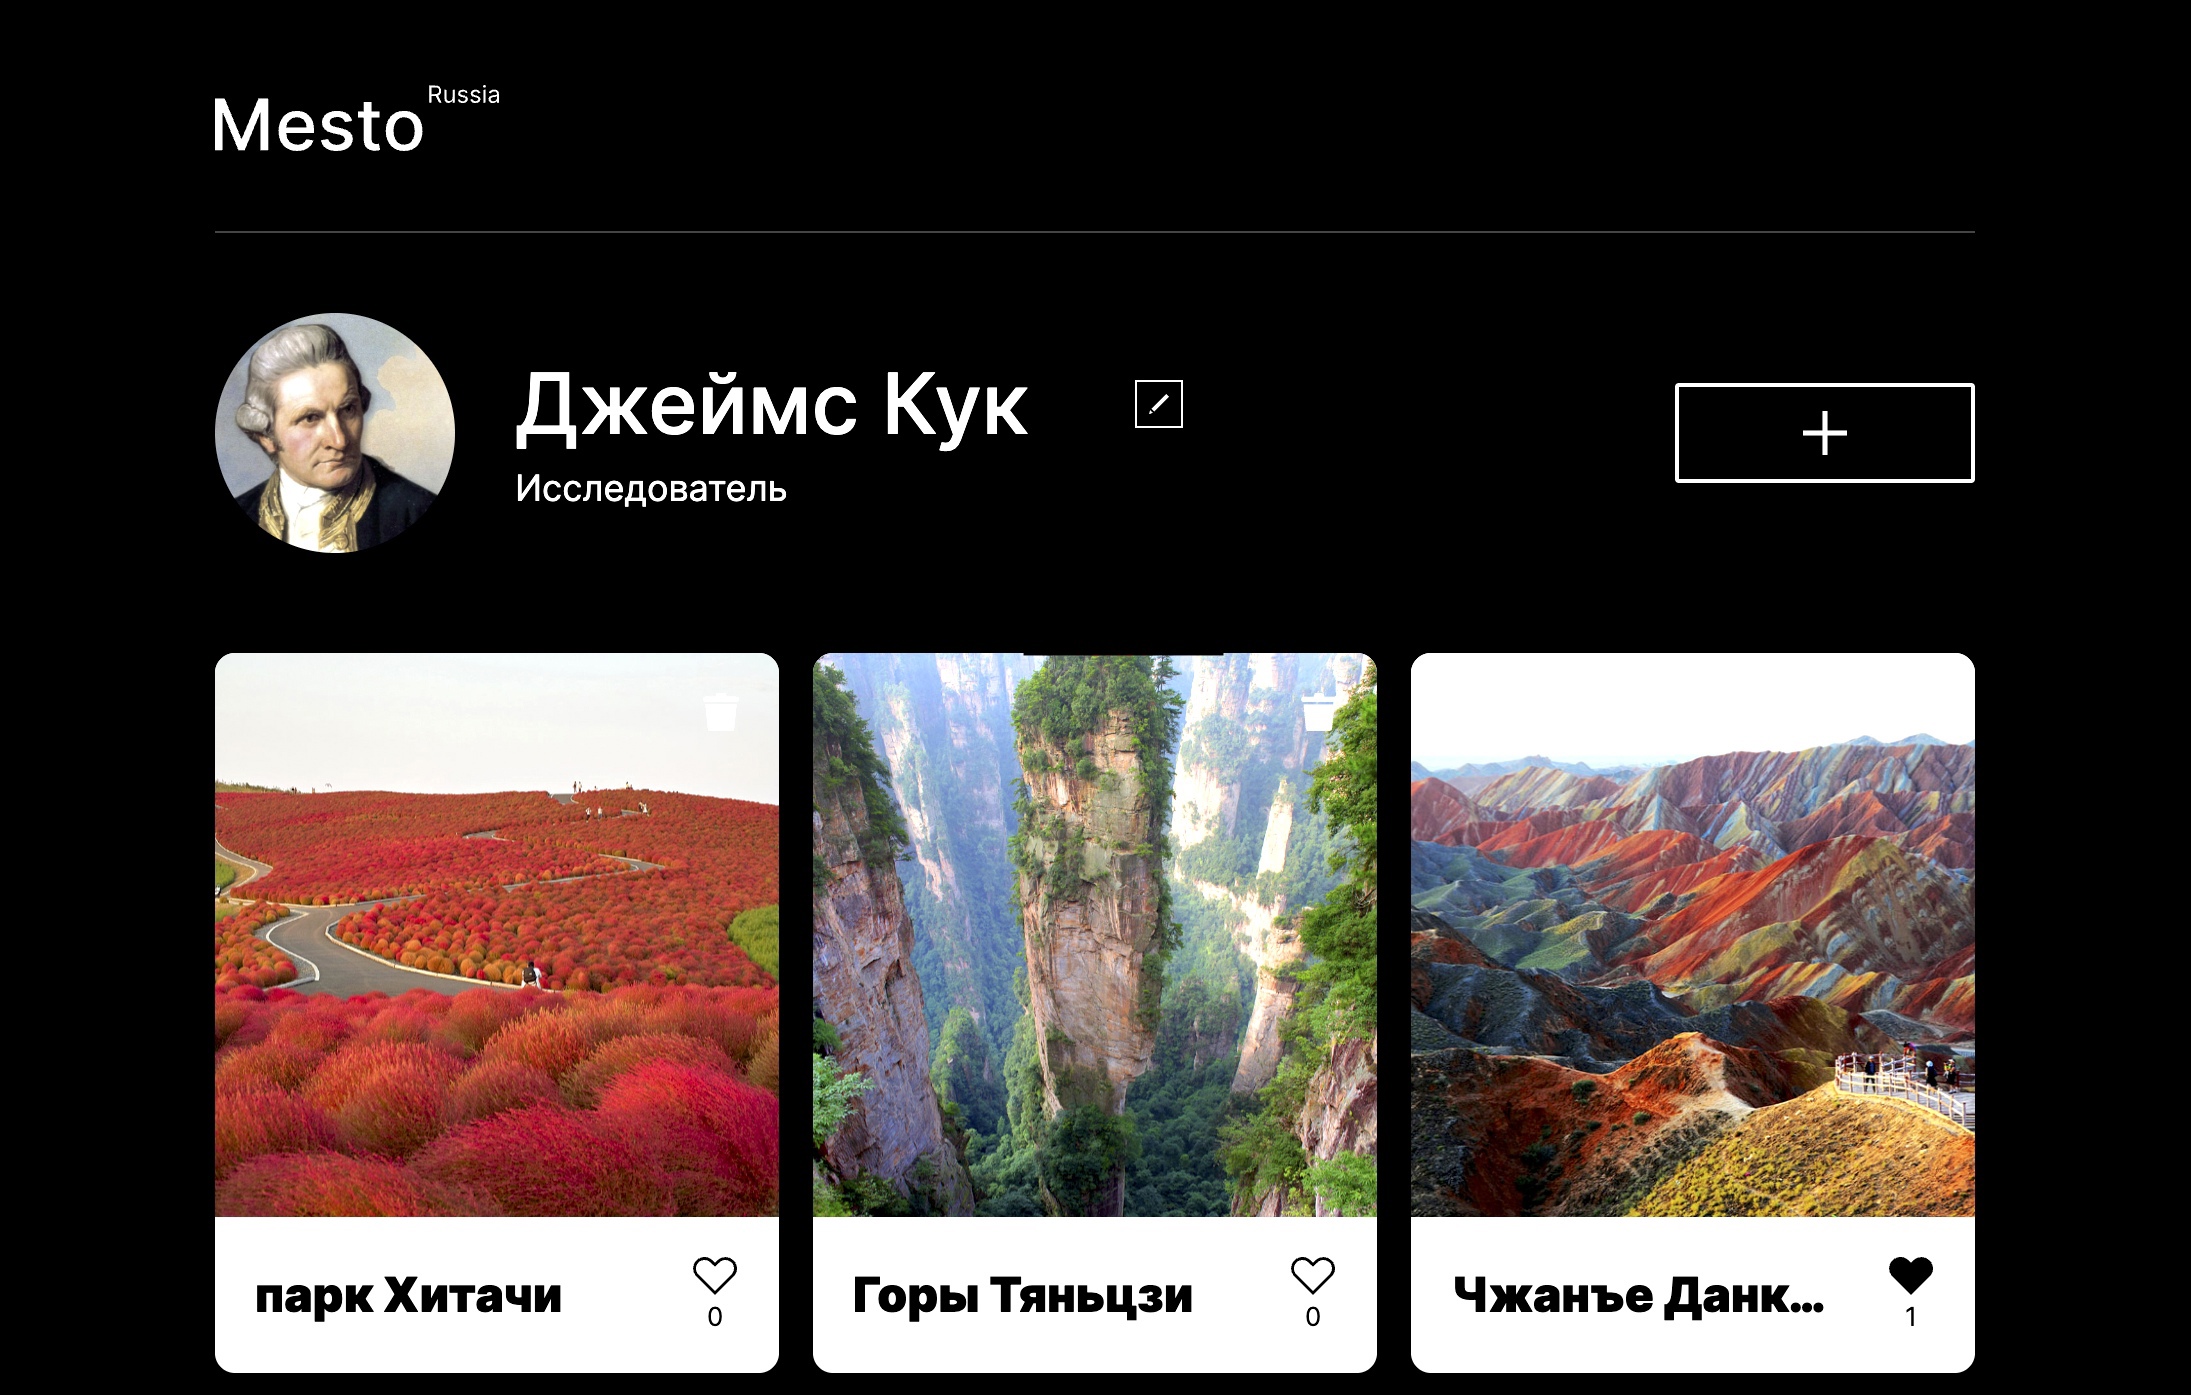 Mesto Russia
Джеймс Кук
Исследователь
парк Хитачи
0
Горы Тяньцзи
0
Чжанъе Данк...
1